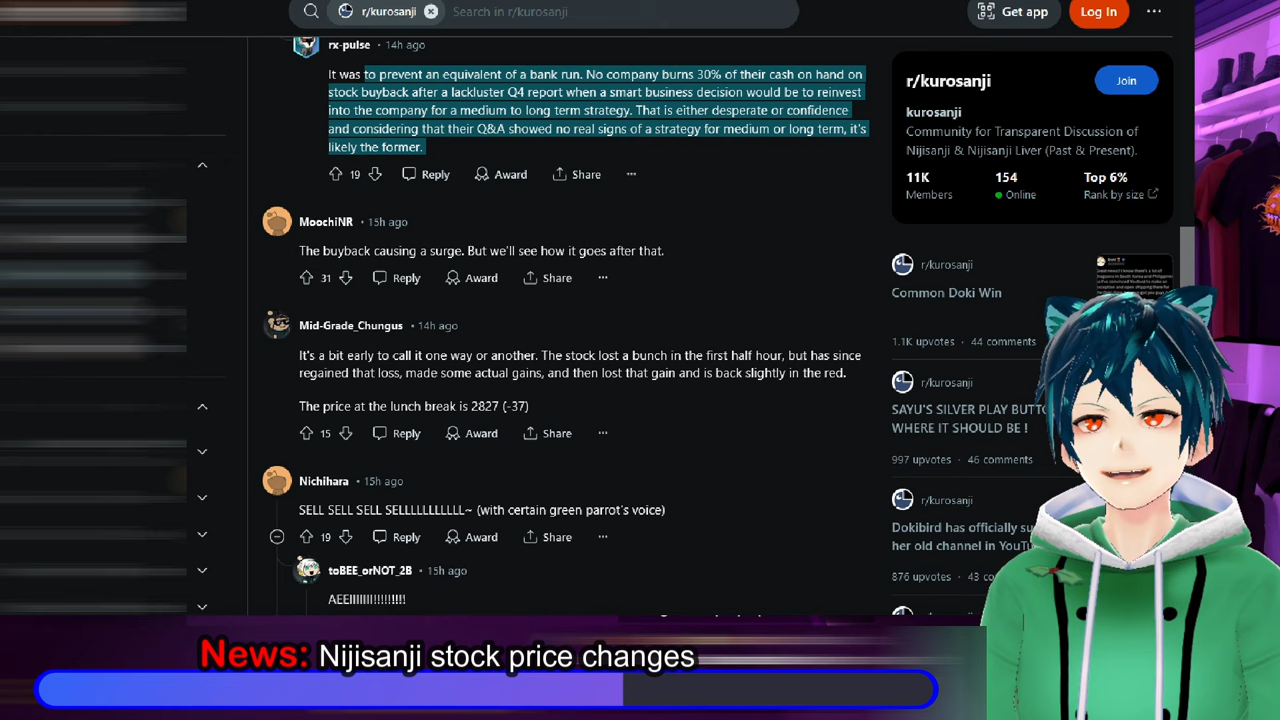 r/kurosanji
Search in r/kurosanji
Get app
Log In
rx-pulse • 14h ago
It was to prevent an equivalent of a bank run. No company burns 30% of their cash on hand on
stock buyback after a lackluster Q4 report when a smart business decision would be to reinvest
into the company for a medium to long term strategy. That is either desperate or confidence
and considering that their Q&A showed no real signs of a strategy for medium or long term, it's
likely the former.
19 Reply Award Share
MoochiNR • 15h ago
The buyback causing a surge. But we'll see how it goes after that.
31 Reply Award Share
Mid-Grade_Chungus • 14h ago
It's a bit early to call it one way or another. The stock lost a bunch in the first half hour, but has since
regained that loss, made some actual gains, and then lost that gain and is back slightly in the red.
The price at the lunch break is 2827 (-37)
15 Reply Award Share
Nichihara • 15h ago
SELL SELL SELL SELLLLLLLLLLL~ (with certain green parrot's voice)
19 Reply Award Share
toBEE_orNOT_2B • 15h ago
AEEIIIIIII!!!!!!!!!!
r/kurosanji
Join
kurosanji
Community for Transparent Discussion of
Nijisanji & Nijisanji Liver (Past & Present).
11K 154 Top 6%
Members Online Rank by size
r/kurosanji
Common Doki Win
1.1K upvotes • 44 comments
r/kurosanji
SAYU'S SILVER PLAY BUTTO
WHERE IT SHOULD BE !
997 upvotes • 46 comments
r/kurosanji
Dokibird has officially su
her old channel in YouTu
876 upvotes • 43 co
News: Nijisanji stock price changes